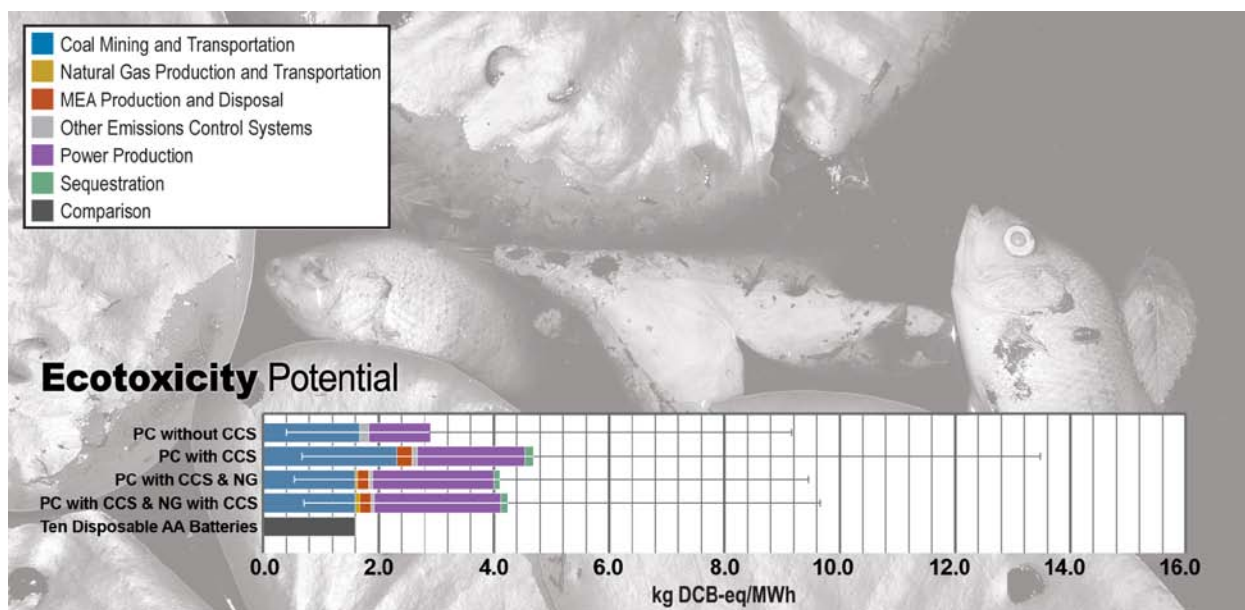 Coal Mining and Transportation
Natural Gas Production and Transportation
MEA Production and Disposal
Other Emissions Control Systems
Power Production
Sequestration
Comparison
Ecotoxicity Potential
PC without CCS
PC with CCS
PC with CCS & NG
PC with CCS & NG with CCS
Ten Disposable AA Batteries
0.0 2.0 4.0 6.0 8.0 10.0 12.0 14.0 16.0
kg DCB-eq/MWh